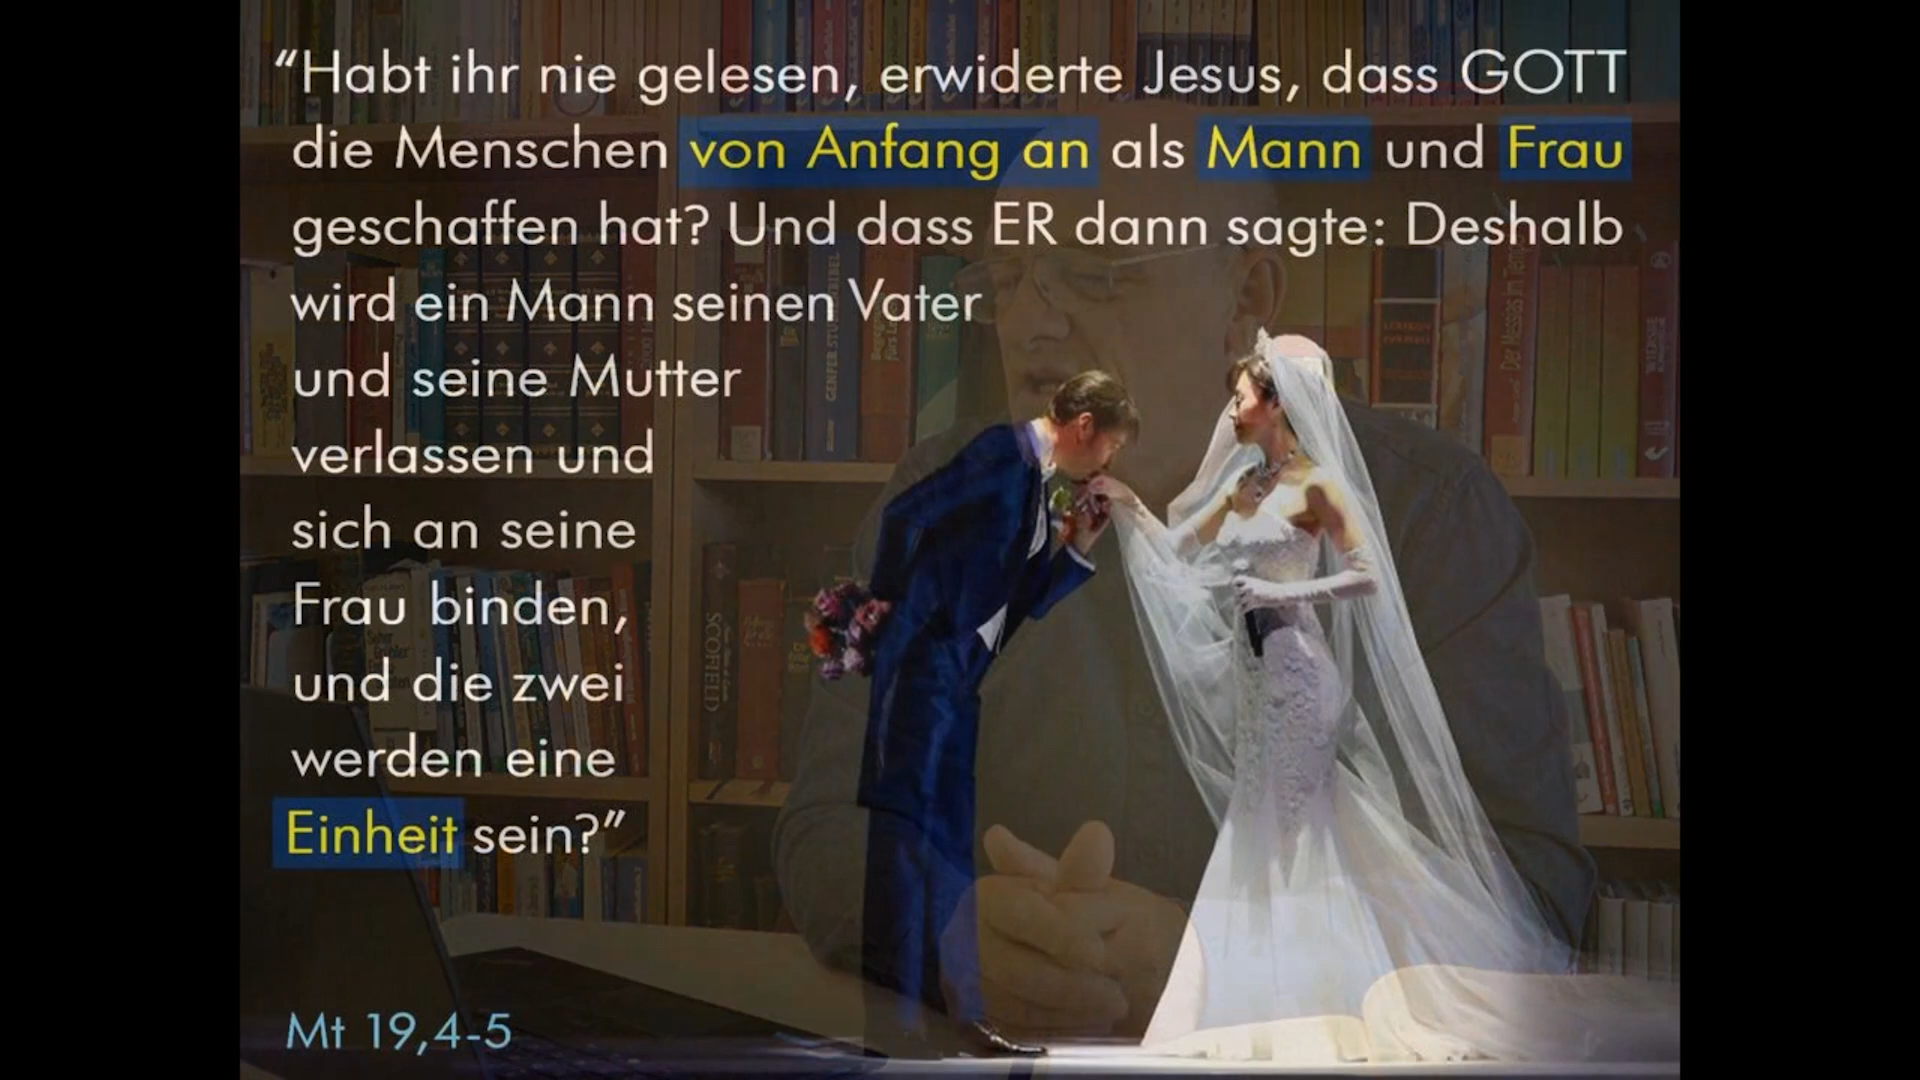 “Habt ihr nie gelesen, erwiderte Jesus, dass GOTT
die Menschen von Anfang an als Mann und Frau
geschaffen hat? Und dass ER dann sagte: Deshalb
wird ein Mann seinen Vater
und seine Mutter
verlassen und
sich an seine
Frau binden,
und die zwei
werden eine
Einheit sein?”
Mt 19,4-5
SCOFIELD